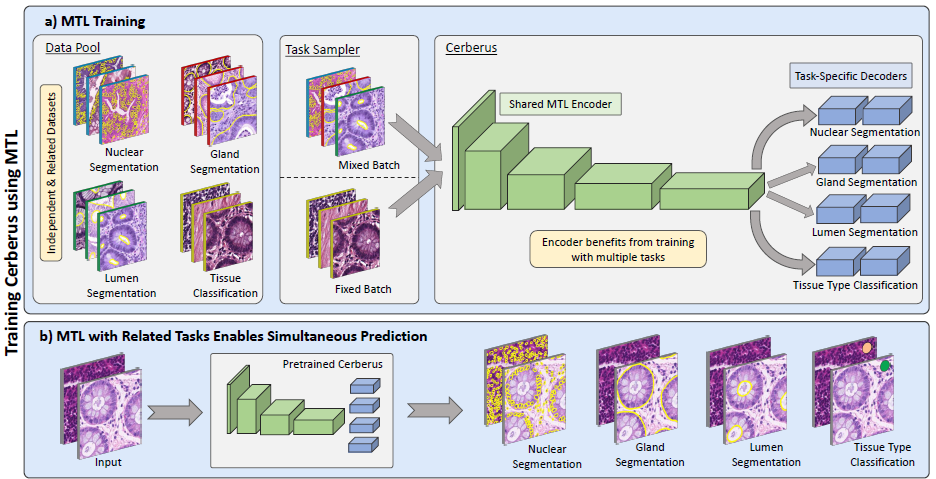 Training Cerberus using MTL
a) MTL Training
Data Pool
Independent & Related Datasets
Nuclear
Segmentation
Gland
Segmentation
Lumen
Segmentation
Tissue
Classification
Task Sampler
Mixed Batch
Fixed Batch
Cerberus
Shared MTL Encoder
Encoder benefits from training
with multiple tasks
Task-Specific Decoders
Nuclear Segmentation
Gland Segmentation
Lumen Segmentation
Tissue Type Classification
b) MTL with Related Tasks Enables Simultaneous Prediction
Input
Pretrained Cerberus
Nuclear
Segmentation
Gland
Segmentation
Lumen
Segmentation
Tissue Type
Classification